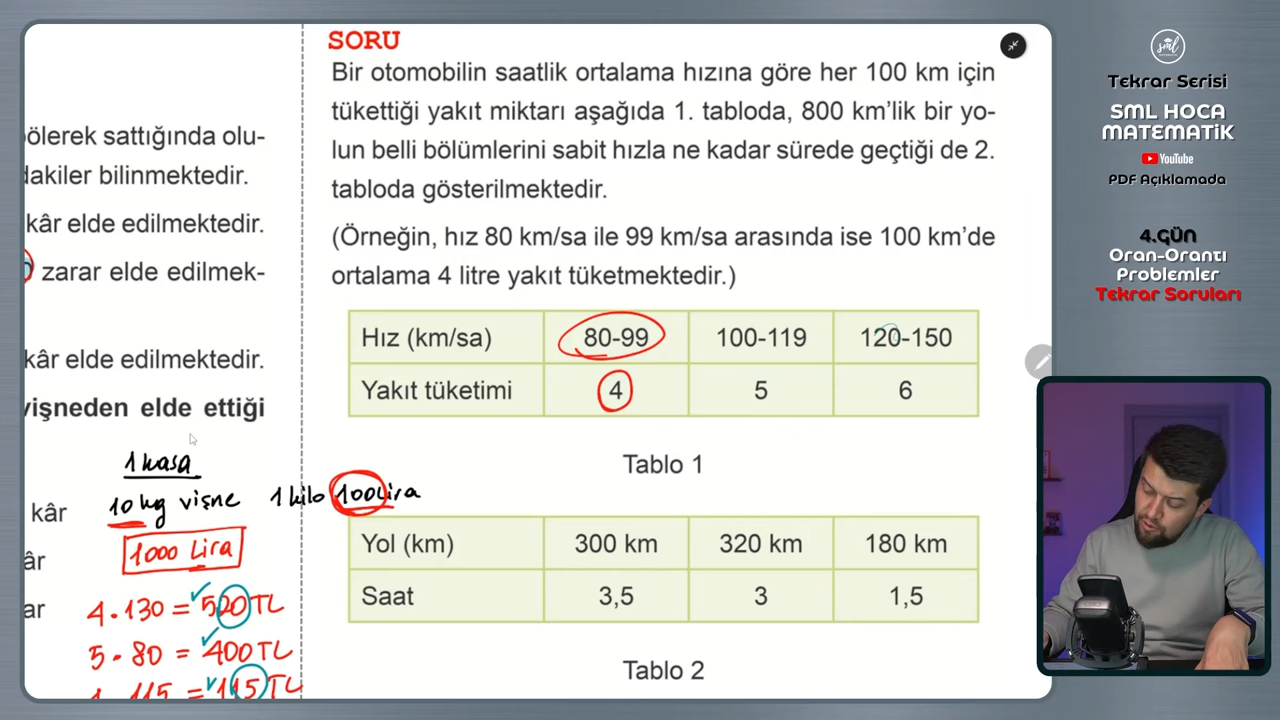 SORU
Bir otomobilin saatlik ortalama hızına göre her 100 km için
tükettiği yakıt miktarı aşağıda 1. tabloda, 800 km'lik bir yo-
lun belli bölümlerini sabit hızla ne kadar sürede geçtiği de 2.
tabloda gösterilmektedir.
(Örneğin, hız 80 km/sa ile 99 km/sa arasında ise 100 km'de
ortalama 4 litre yakıt tüketmektedir.)
Hız (km/sa) 80-99 100-119 120-150
Yakıt tüketimi 4 5 6
Tablo 1
Yol (km) 300 km 320 km 180 km
Saat 3,5 3 1,5
Tablo 2
ölerek sattığında olu-
dakiler bilinmektedir.
kâr elde edilmektedir.
zarar elde edilmek-
kâr elde edilmektedir.
vişneden elde ettiği
1 kasa
10 kg vişne 1 kilo 100 Lira
kâr
1000 Lira
âr
ar
4.130 = 520 TL
5.80 = 400 TL
1.115 = 115 TL
sml
Tekrar Serisi
SML HOCA
MATEMATİK
YouTube
PDF Açıklamada
4.GÜN
Oran-Orantı
Problemler
Tekrar Soruları